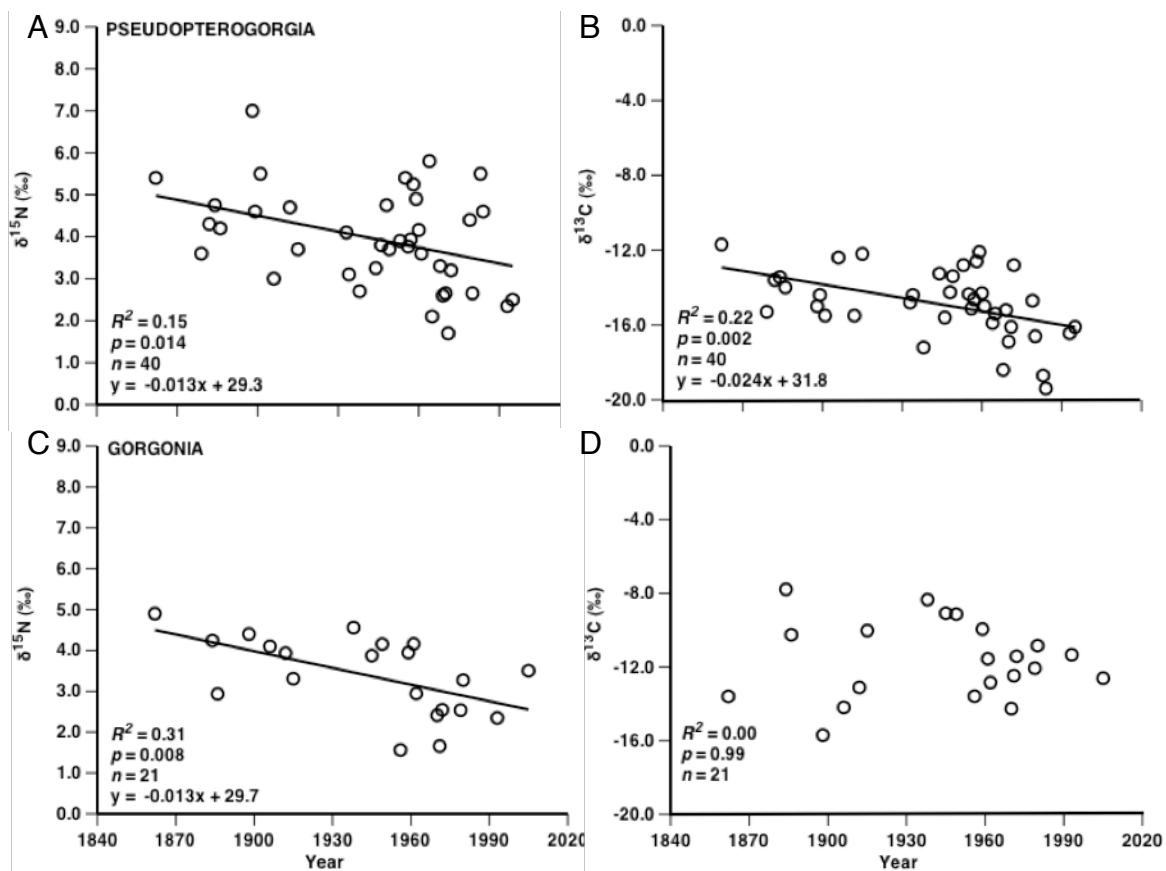 A
PSEUDOPTEROGORGIA
9.0
8.0
7.0
6.0
5.0
4.0
3.0
2.0
1.0
0.0
δ15N (‰)
R2 = 0.15
p = 0.014
n = 40
y = -0.013x + 29.3
B
0.0
-4.0
-8.0
-12.0
-16.0
-20.0
δ13C (‰)
R2 = 0.22
p = 0.002
n = 40
y = -0.024x + 31.8
C
GORGONIA
9.0
8.0
7.0
6.0
5.0
4.0
3.0
2.0
1.0
0.0
δ15N (‰)
R2 = 0.31
p = 0.008
n = 21
y = -0.013x + 29.7
1840 1870 1900 1930 1960 1990 2020
Year
D
0.0
-4.0
-8.0
-12.0
-16.0
-20.0
δ13C (‰)
R2 = 0.00
p = 0.99
n = 21
1840 1870 1900 1930 1960 1990 2020
Year